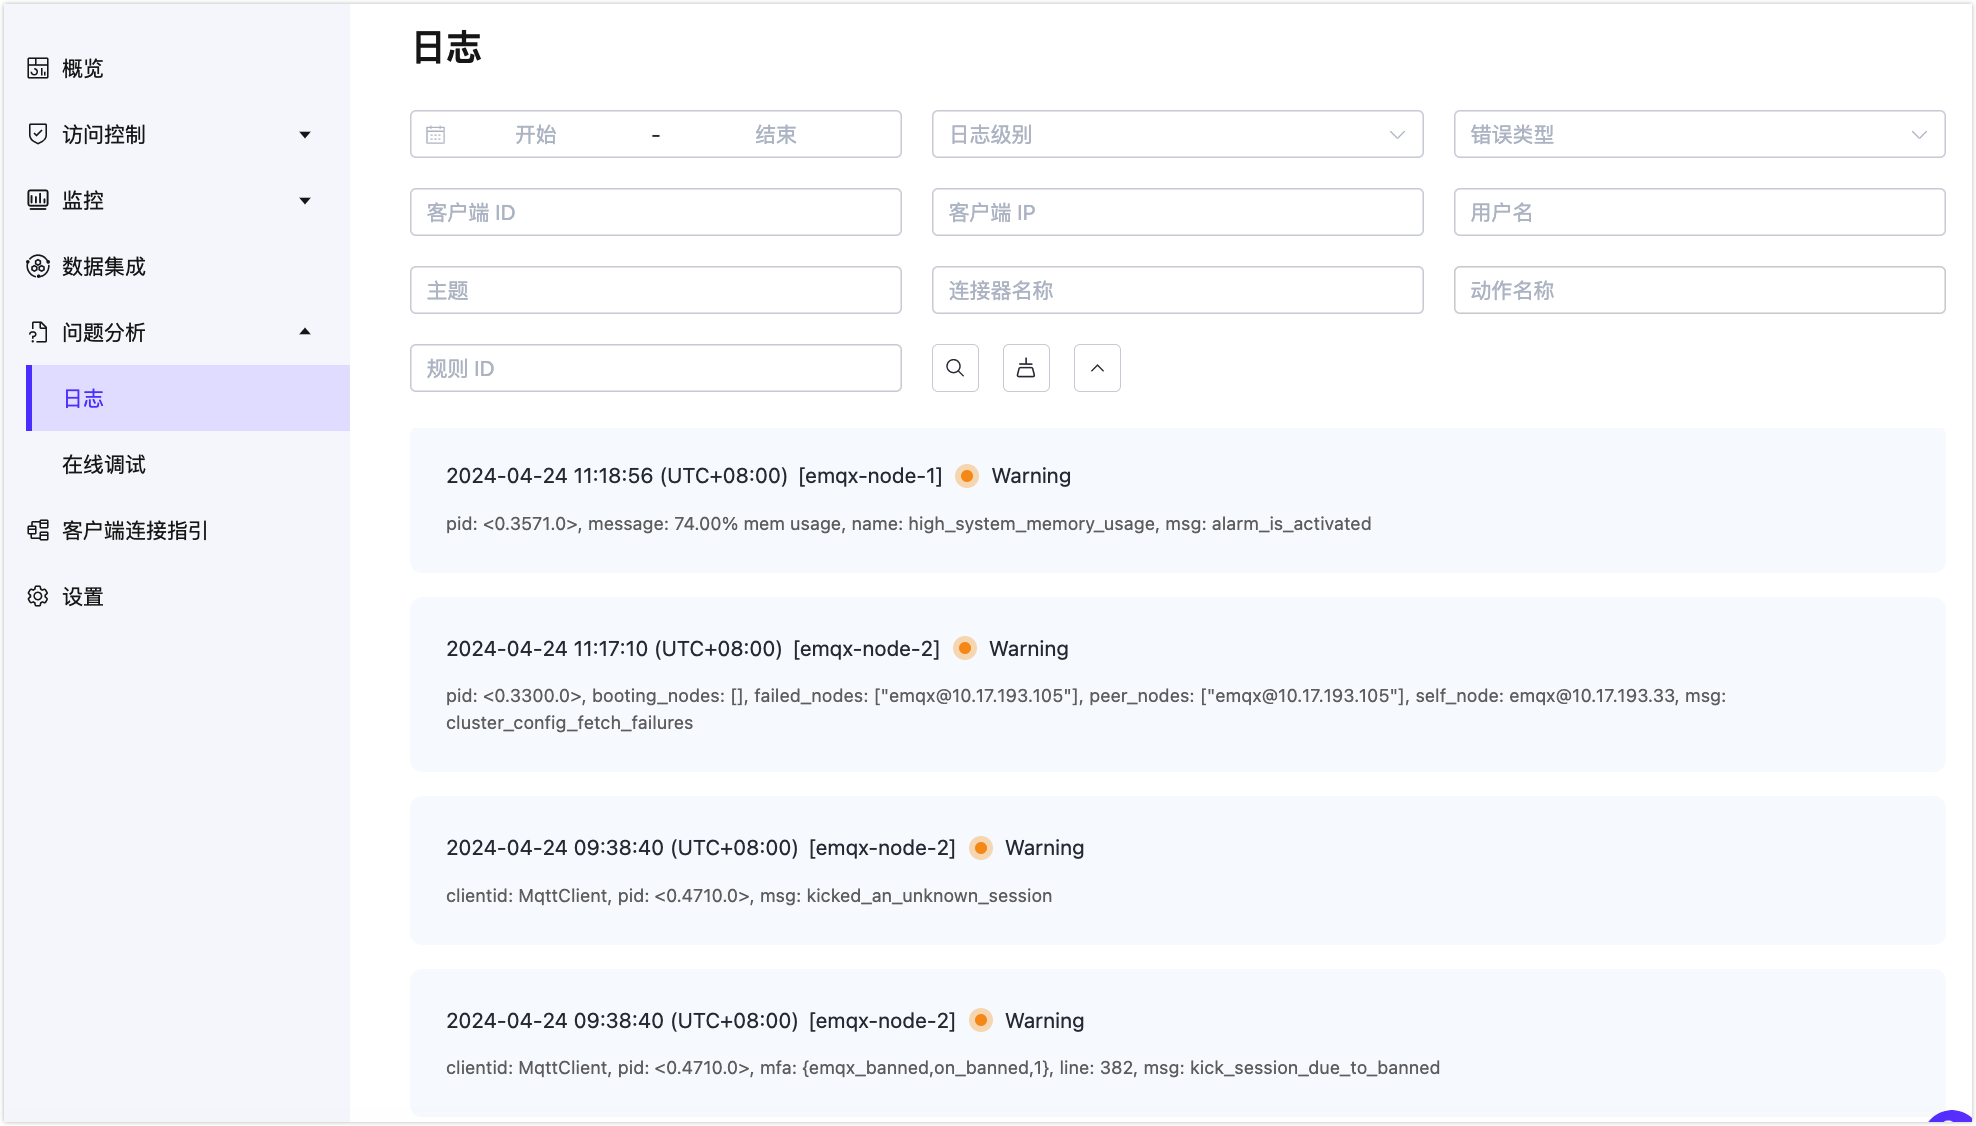 日志
概览
访问控制
监控
数据集成
问题分析
日志
在线调试
客户端连接指引
设置
开始 - 结束
日志级别
错误类型
客户端 ID
客户端 IP
用户名
主题
连接器名称
动作名称
规则 ID
2024-04-24 11:18:56 (UTC+08:00) [emqx-node-1] Warning
pid: <0.3571.0>, message: 74.00% mem usage, name: high_system_memory_usage, msg: alarm_is_activated
2024-04-24 11:17:10 (UTC+08:00) [emqx-node-2] Warning
pid: <0.3300.0>, booting_nodes: [], failed_nodes: ["emqx@10.17.193.105"], peer_nodes: ["emqx@10.17.193.105"], self_node: emqx@10.17.193.33, msg:
cluster_config_fetch_failures
2024-04-24 09:38:40 (UTC+08:00) [emqx-node-2] Warning
clientid: MqttClient, pid: <0.4710.0>, msg: kicked_an_unknown_session
2024-04-24 09:38:40 (UTC+08:00) [emqx-node-2] Warning
clientid: MqttClient, pid: <0.4710.0>, mfa: {emqx_banned,on_banned,1}, line: 382, msg: kick_session_due_to_banned